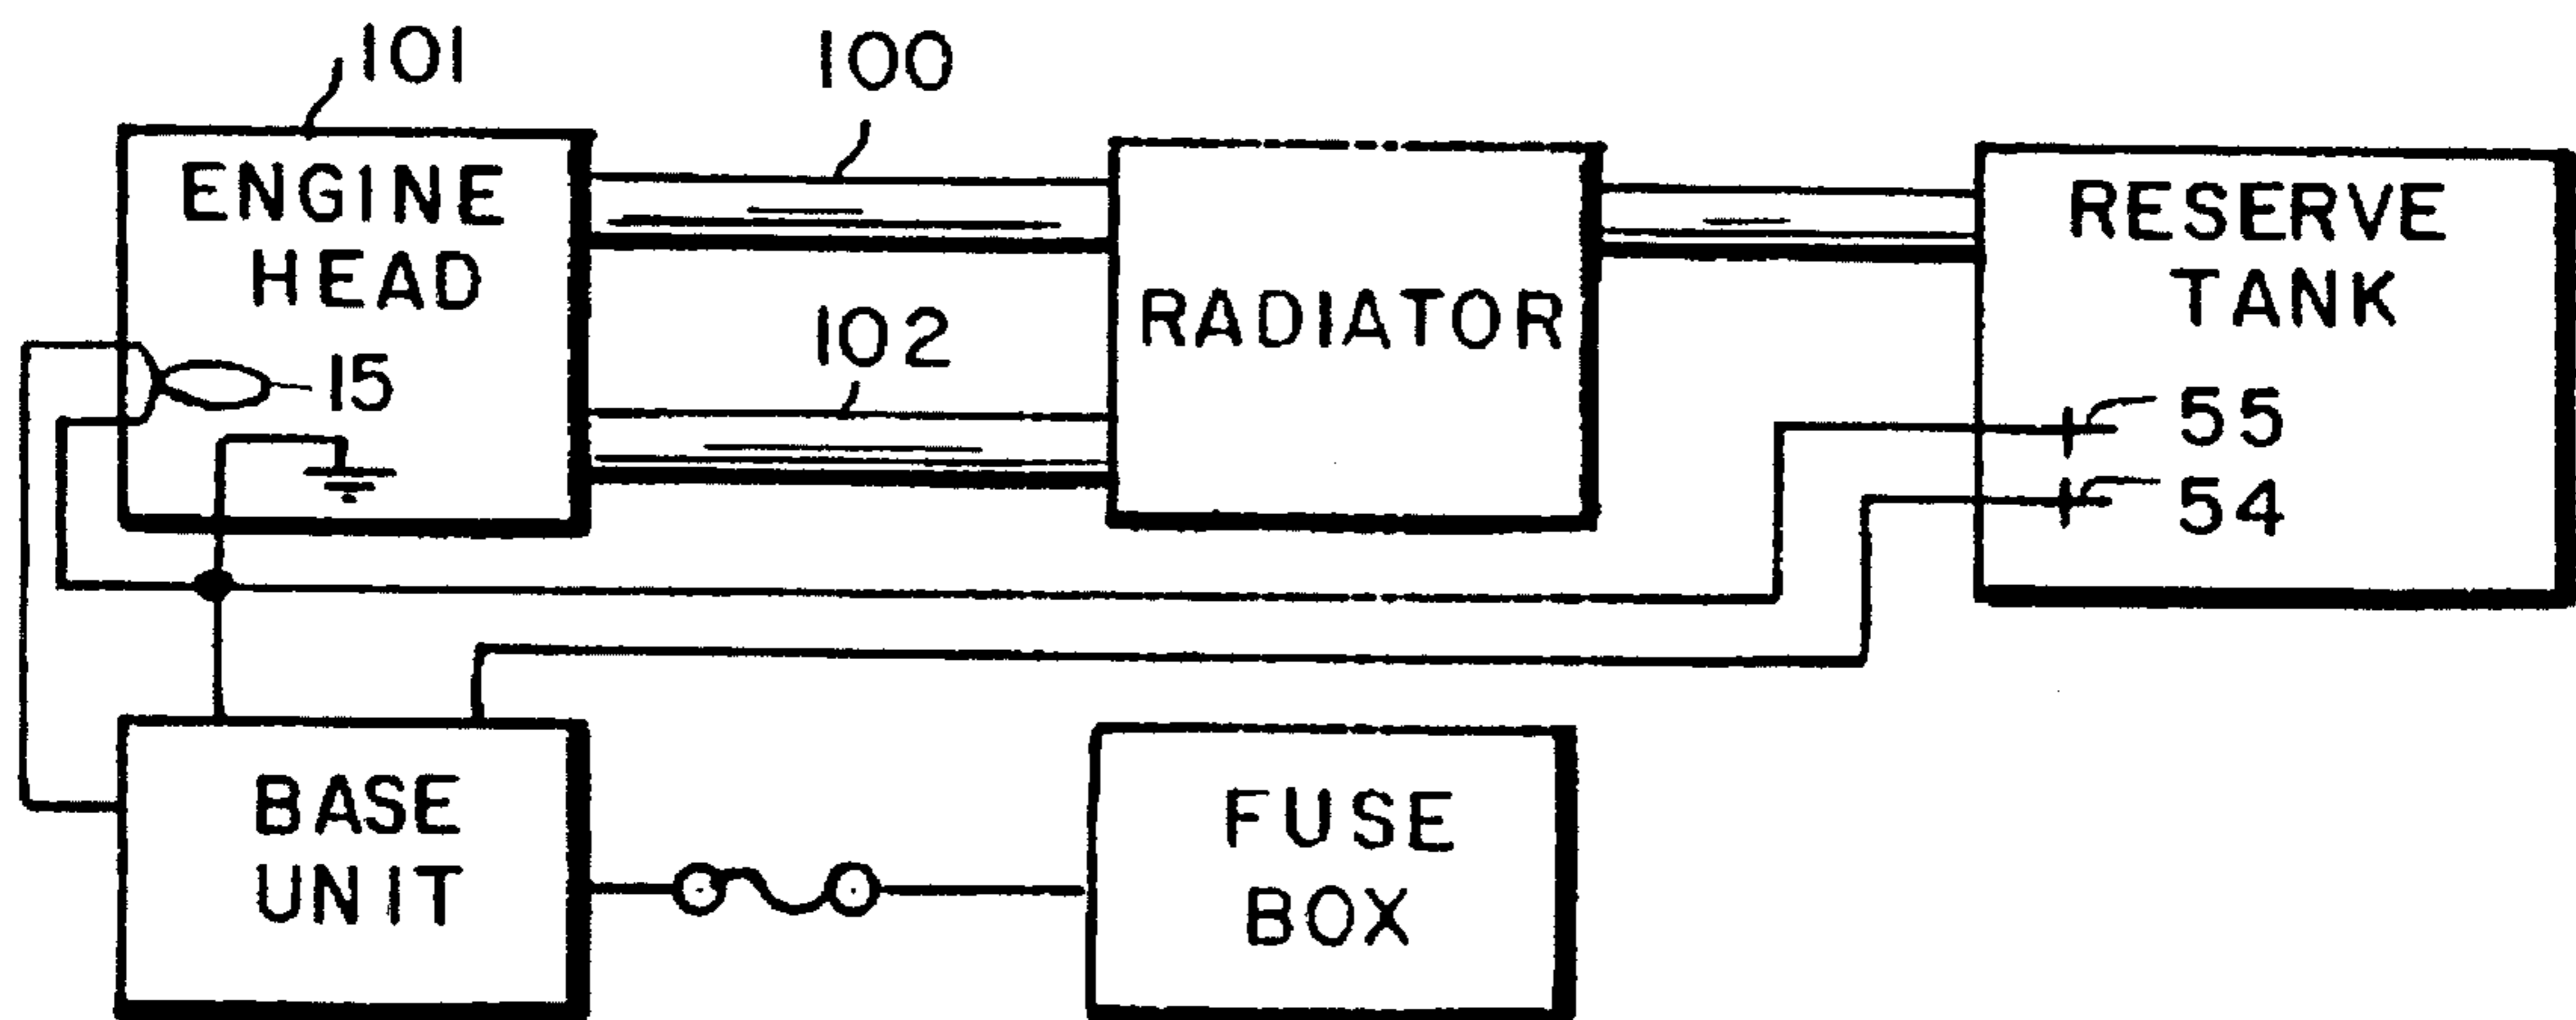 101
100
ENGINE
HEAD
15
102
RADIATOR
RESERVE
TANK
55
54
BASE
UNIT
FUSE
BOX